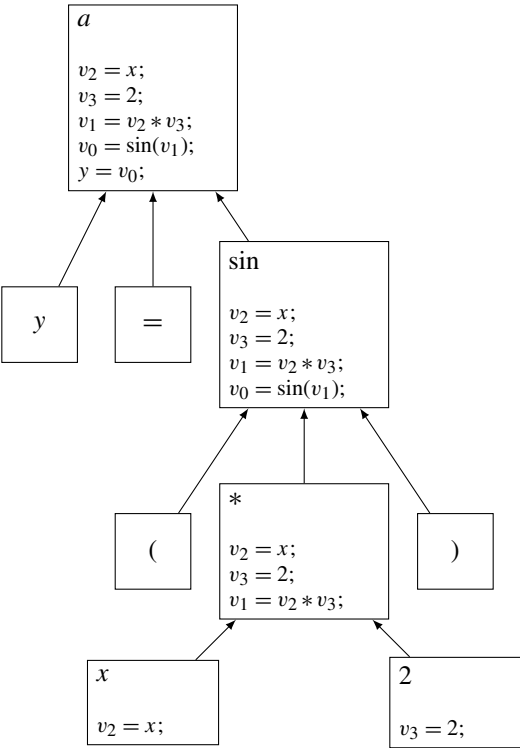 a
v₂ = x;
v₃ = 2;
v₁ = v₂ * v₃;
v₀ = sin(v₁);
y = v₀;
sin
v₂ = x;
v₃ = 2;
v₁ = v₂ * v₃;
v₀ = sin(v₁);
y
=
(
*
v₂ = x;
v₃ = 2;
v₁ = v₂ * v₃;
)
x
v₂ = x;
2
v₃ = 2;